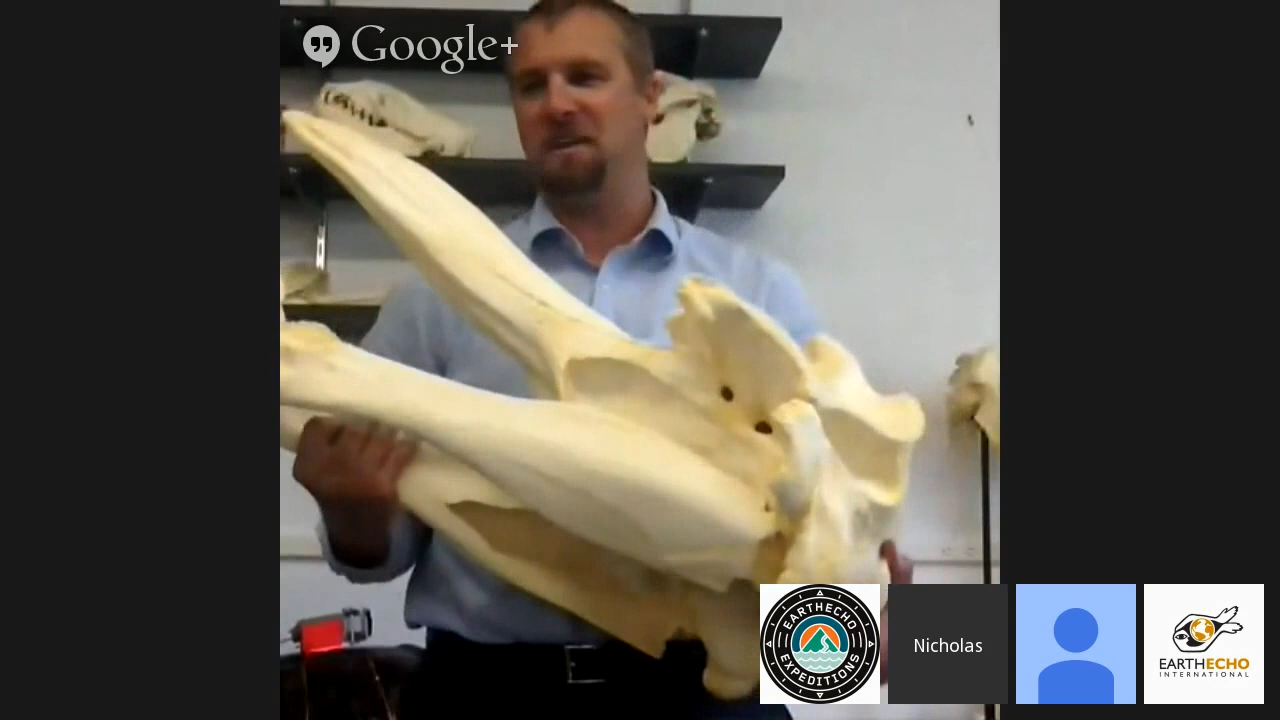 Google+
EARTHECHO
EXPEDITIONS
Nicholas
EARTHECHO
INTERNATIONAL